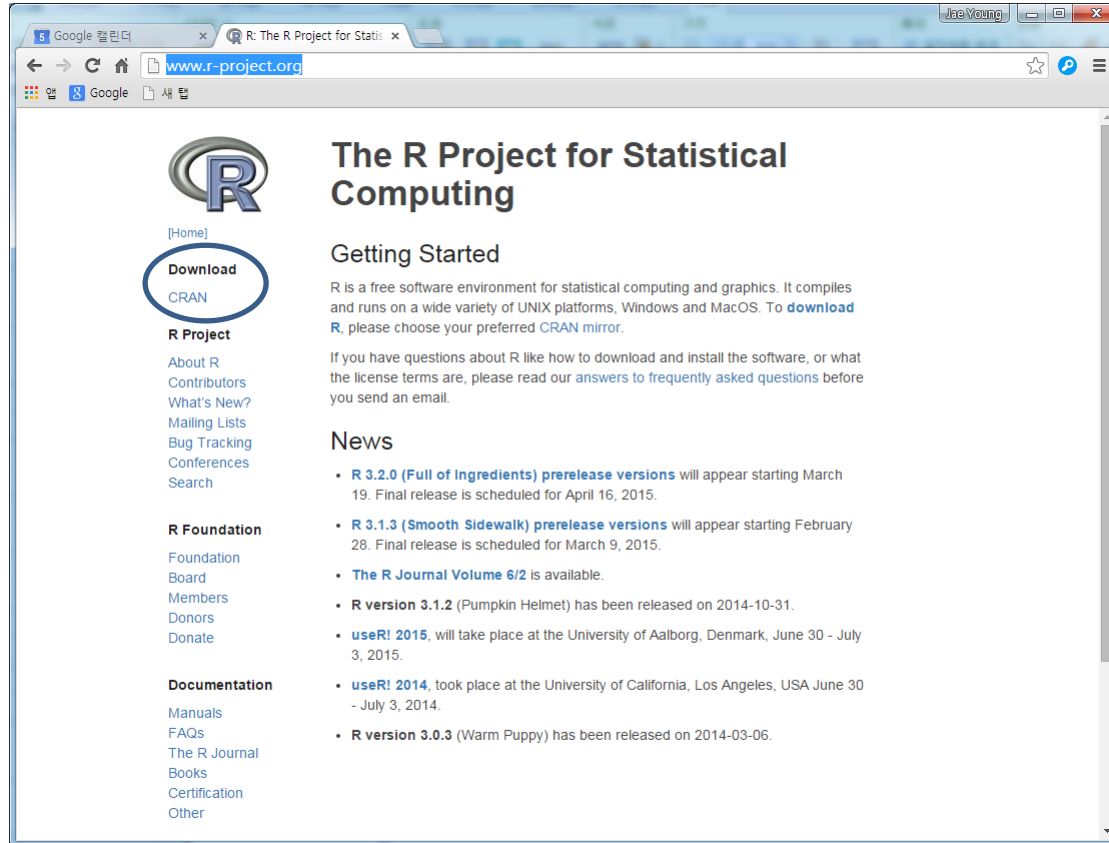 Jae Young
Google 캘린더
R: The R Project for Statis
www.r-project.org
앱 Google 새 탭
R
[Home]
Download
CRAN
R Project
About R
Contributors
What's New?
Mailing Lists
Bug Tracking
Conferences
Search
R Foundation
Foundation
Board
Members
Donors
Donate
Documentation
Manuals
FAQs
The R Journal
Books
Certification
Other
The R Project for Statistical
Computing
Getting Started
R is a free software environment for statistical computing and graphics. It compiles
and runs on a wide variety of UNIX platforms, Windows and MacOS. To download
R, please choose your preferred CRAN mirror.
If you have questions about R like how to download and install the software, or what
the license terms are, please read our answers to frequently asked questions before
you send an email.
News
• R 3.2.0 (Full of Ingredients) prerelease versions will appear starting March
19. Final release is scheduled for April 16, 2015.
• R 3.1.3 (Smooth Sidewalk) prerelease versions will appear starting February
28. Final release is scheduled for March 9, 2015.
• The R Journal Volume 6/2 is available.
• R version 3.1.2 (Pumpkin Helmet) has been released on 2014-10-31.
• useR! 2015, will take place at the University of Aalborg, Denmark, June 30 - July
3, 2015.
• useR! 2014, took place at the University of California, Los Angeles, USA June 30
- July 3, 2014.
• R version 3.0.3 (Warm Puppy) has been released on 2014-03-06.